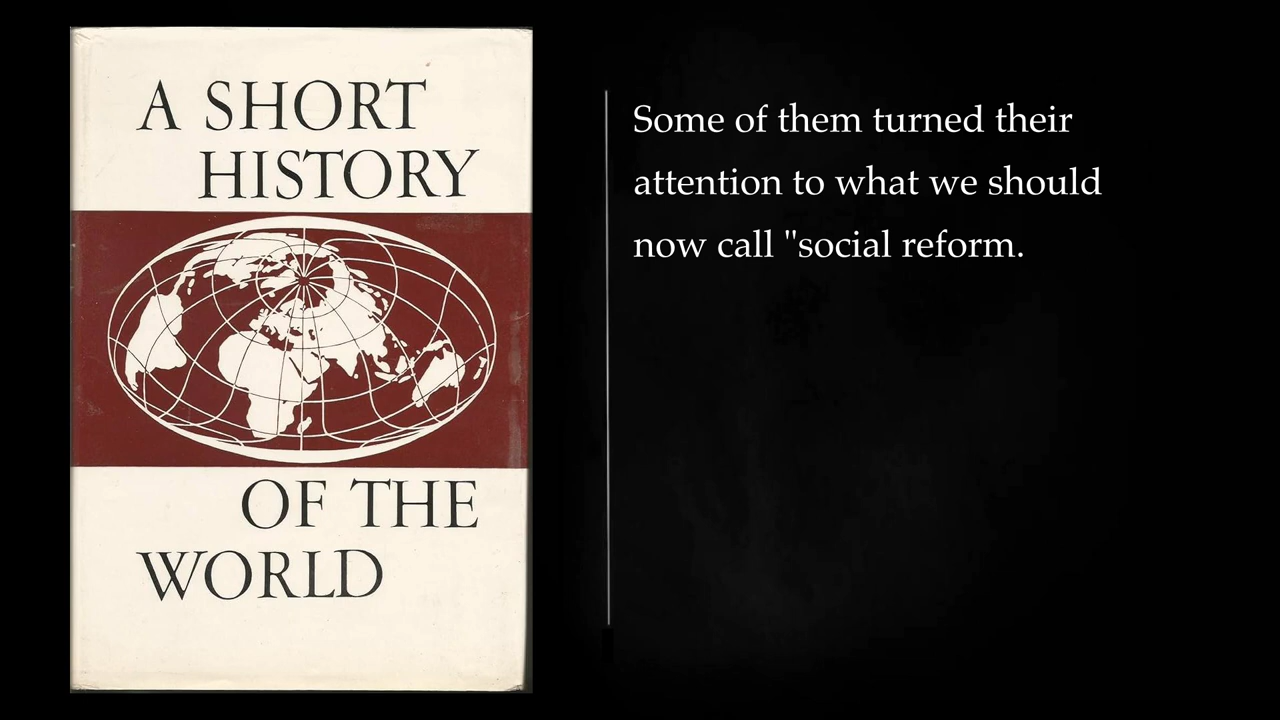 A SHORT
HISTORY
OF THE
WORLD
Some of them turned their
attention to what we should
now call "social reform.